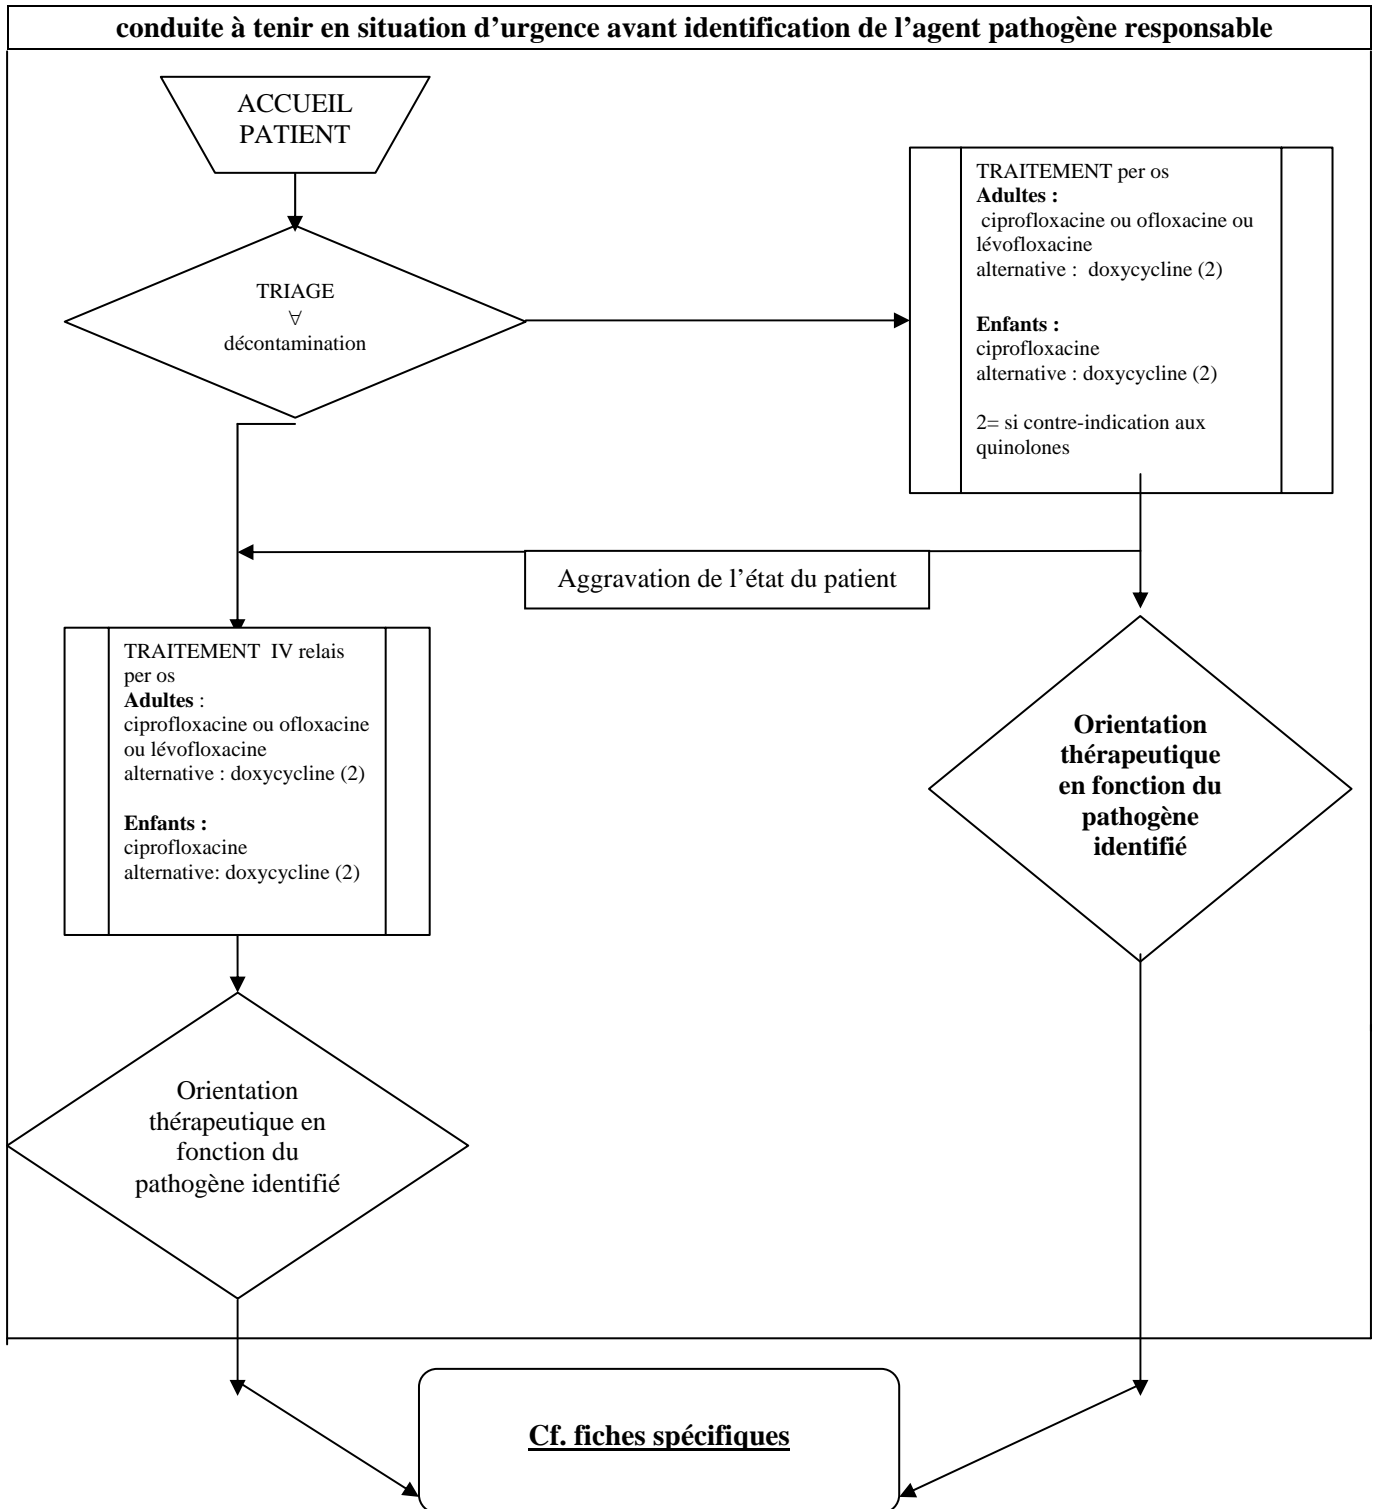 conduite à tenir en situation d’urgence avant identification de l’agent pathogène responsable
ACCUEIL
PATIENT
TRIAGE
∀
décontamination
TRAITEMENT per os
Adultes :
ciprofloxacine ou ofloxacine ou
lévofloxacine
alternative : doxycycline (2)
Enfants :
ciprofloxacine
alternative : doxycycline (2)
2= si contre-indication aux
quinolones
Aggravation de l’état du patient
TRAITEMENT IV relais
per os
Adultes :
ciprofloxacine ou ofloxacine
ou lévofloxacine
alternative : doxycycline (2)
Enfants :
ciprofloxacine
alternative: doxycycline (2)
Orientation
thérapeutique
en fonction du
pathogène
identifié
Orientation
thérapeutique en
fonction du
pathogène identifié
Cf. fiches spécifiques